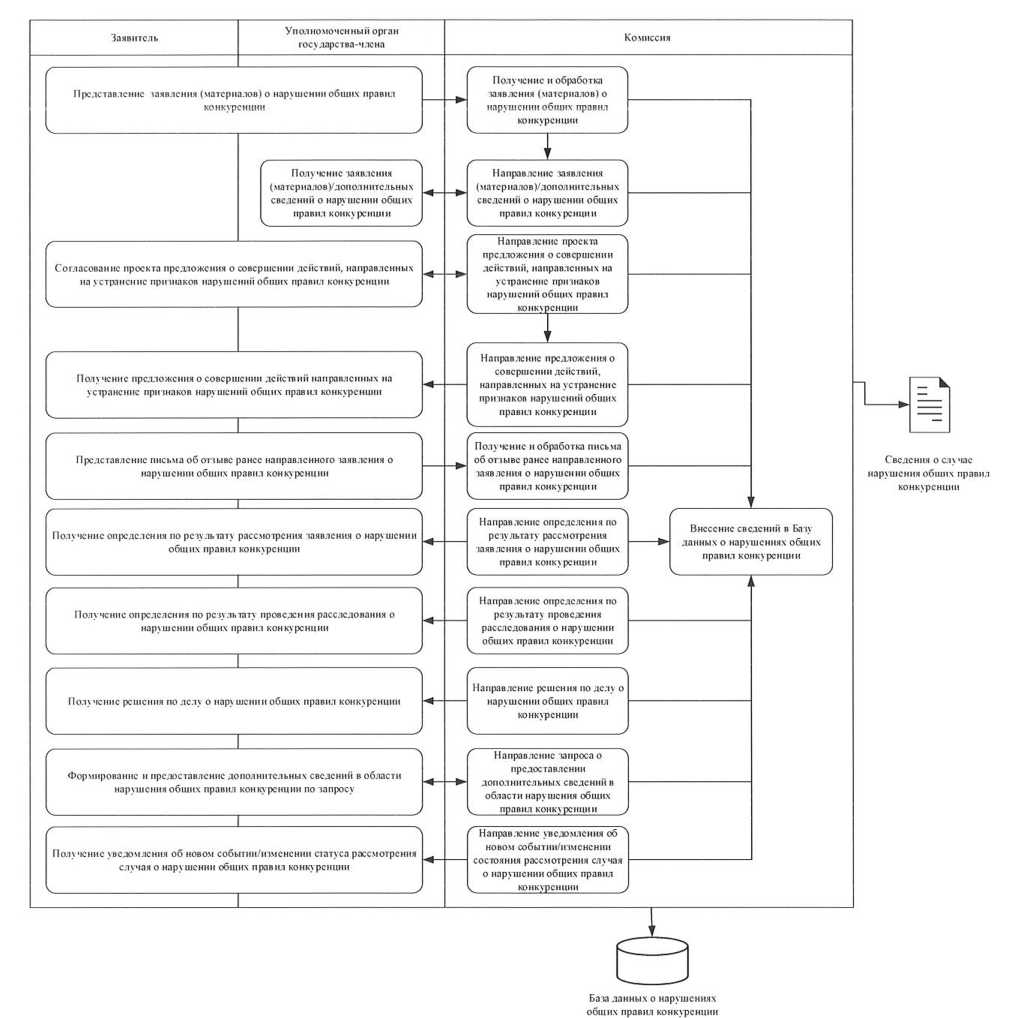 Заявитель
Уполномоченный орган
государства-члена
Комиссия
Представление заявления (материалов) о нарушении общих правил
конкуренции
Получение и обработка
заявления (материалов) о
нарушении общих правил
конкуренции
Получение заявления
(материалов)/дополнительных
сведений о нарушении общих
правил конкуренции
Направление заявления
(материалов)/дополнительных
сведений о нарушении общих
правил конкуренции
Согласование проекта предложения о совершении действий, направленных
на устранение признаков нарушений общих правил конкуренции
Направление проекта
предложения о совершении
действий, направленных на
устранение признаков
нарушений общих правил
конкуренции
Получение предложения о совершении действий направленных на
устранение признаков нарушений общих правил конкуренции
Направление предложения о
совершении действий,
направленных на устранение
признаков нарушений общих
правил конкуренции
Сведения о случае
нарушения общих правил
конкуренции
Представление письма об отзыве ранее направленного заявления о
нарушении общих правил конкуренции
Получение и обработка письма
об отзыве ранее направленного
заявления о нарушении общих
правил конкуренции
Получение определения по результату рассмотрения заявления о нарушении
общих правил конкуренции
Направление определения по
результату рассмотрения
заявления о нарушении общих
правил конкуренции
Внесение сведений в Базу
данных о нарушениях общих
правил конкуренции
Получение определения по результату проведения расследования о
нарушении общих правил конкуренции
Направление определения по
результату проведения
расследования о нарушении
общих правил конкуренции
Получение решения по делу о нарушении общих правил конкуренции
Направление решения по делу о
нарушении общих правил
конкуренции
Формирование и предоставление дополнительных сведений в области
нарушения общих правил конкуренции по запросу
Направление запроса о
предоставлении
дополнительных сведений в
области нарушения общих
правил конкуренции
Получение уведомления об новом событии/изменении статуса рассмотрения
случая о нарушении общих правил конкуренции
Направление уведомления об
новом событии/изменении
состояния рассмотрения случая
о нарушении общих правил
конкуренции
База данных о нарушениях
общих правил конкуренции